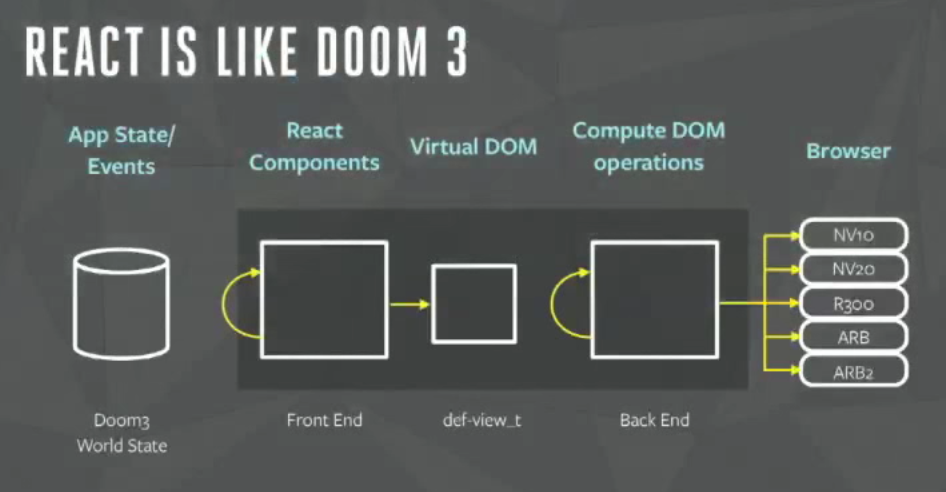 REACT IS LIKE DOOM 3
App State/
Events
React
Components
Virtual DOM
Compute DOM
operations
Browser
NV10
NV20
R300
ARB
ARB2
Doom3
World State
Front End
def-view_t
Back End